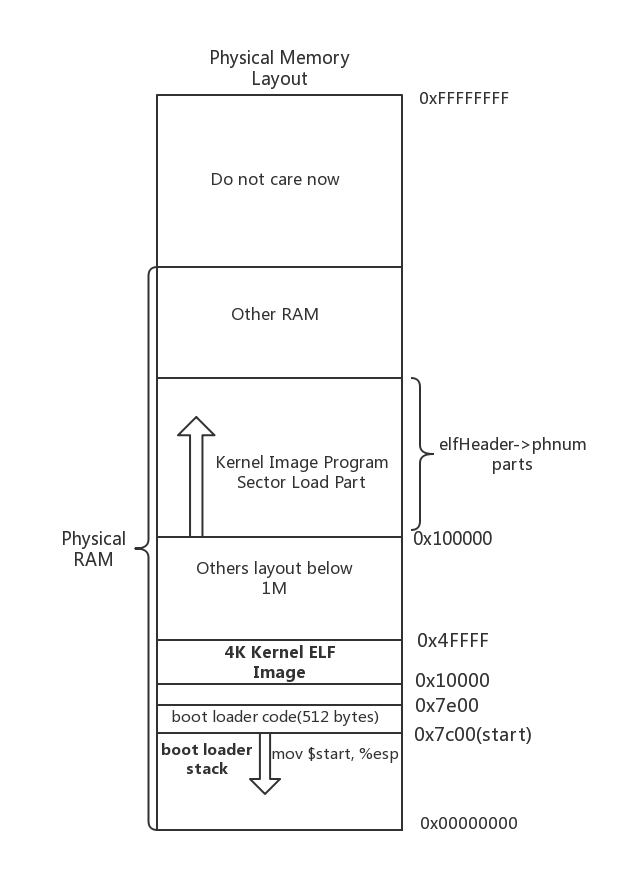 Physical Memory
Layout
0xFFFFFFFF
Do not care now
Other RAM
Kernel Image Program
Sector Load Part
elfHeader->phnum
parts
0x100000
Physical
RAM
Others layout below
1M
0x4FFFF
4K Kernel ELF
Image
0x10000
0x7e00
boot loader code(512 bytes)
0x7c00(start)
boot loader
stack
mov $start, %esp
0x00000000